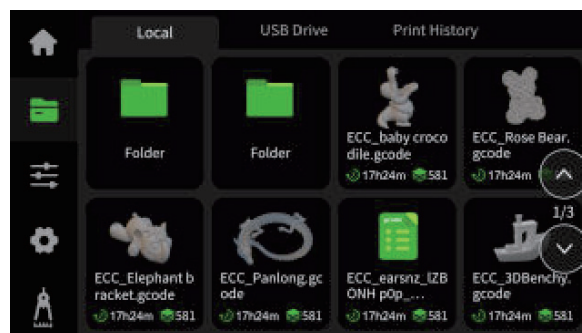 Local
USB Drive
Print History
Folder
Folder
ECC_baby croco
dile.gcode
17h24m 581
ECC_Rose Bear.
gcode
17h24m
ECC_Elephant b
racket.gcode
17h24m 581
ECC_Panlong.gc
ode
17h24m 581
gcode
ECC_earsnz_lZB
ONH p0p_...
17h24m 581
1/3
ECC_3DBenchy.
gcode
17h24m 581